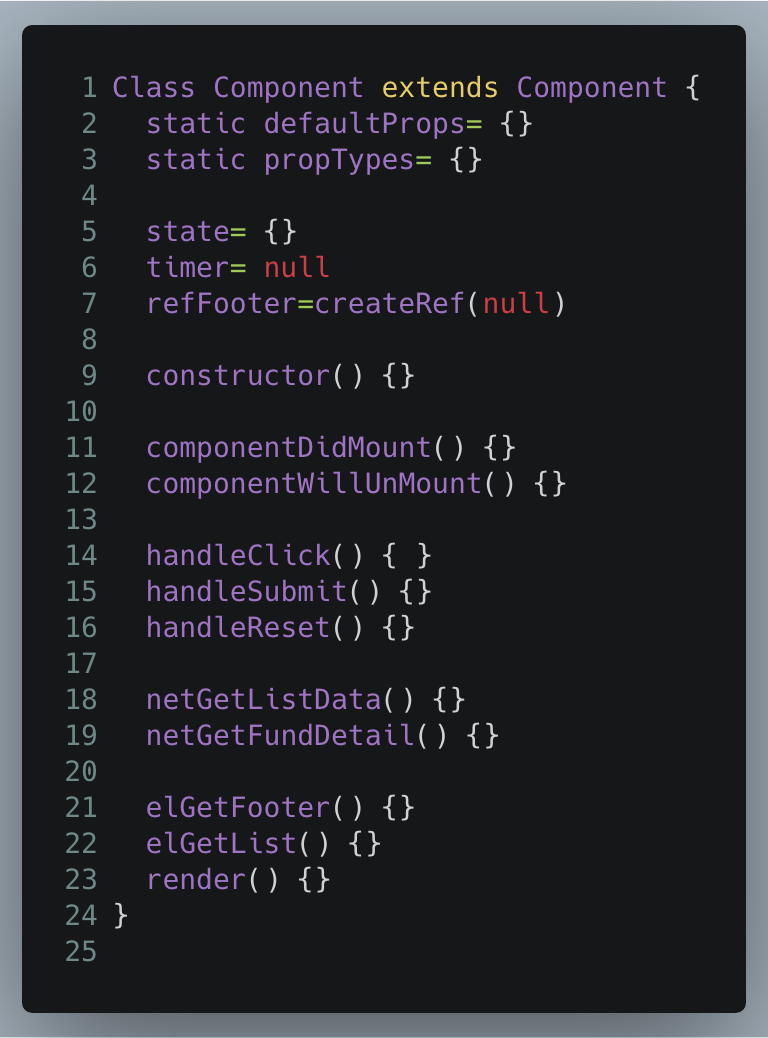 1 Class Component extends Component {
2   static defaultProps= {}
3   static propTypes= {}
4
5   state= {}
6   timer= null
7   refFooter=createRef(null)
8
9   constructor() {}
10
11   componentDidMount() {}
12   componentWillUnMount() {}
13
14   handleClick() { }
15   handleSubmit() {}
16   handleReset() {}
17
18   netGetListData() {}
19   netGetFundDetail() {}
20
21   elGetFooter() {}
22   elGetList() {}
23   render() {}
24 }
25